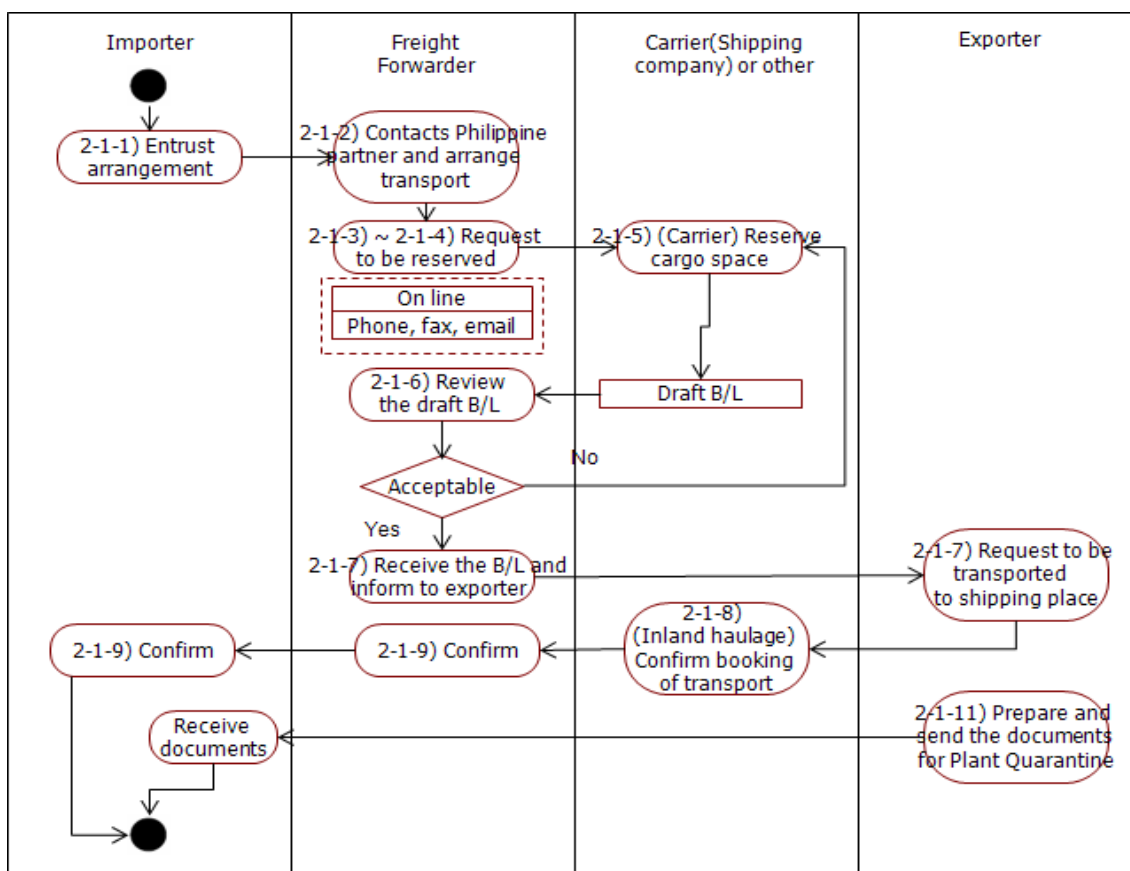 Importer
Freight
Forwarder
Carrier(Shipping
company) or other
Exporter
2-1-1) Entrust
arrangement
2-1-2) Contacts Philippine
partner and arrange
transport
2-1-3) ~ 2-1-4) Request
to be reserved
2-1-5) (Carrier) Reserve
cargo space
On line
Phone, fax, email
2-1-6) Review
the draft B/L
Draft B/L
Acceptable
No
Yes
2-1-7) Receive the B/L and
inform to exporter
2-1-7) Request to be
transported
to shipping place
2-1-8)
(Inland haulage)
Confirm booking
of transport
2-1-9) Confirm
2-1-9) Confirm
2-1-11) Prepare and
send the documents
for Plant Quarantine
Receive
documents